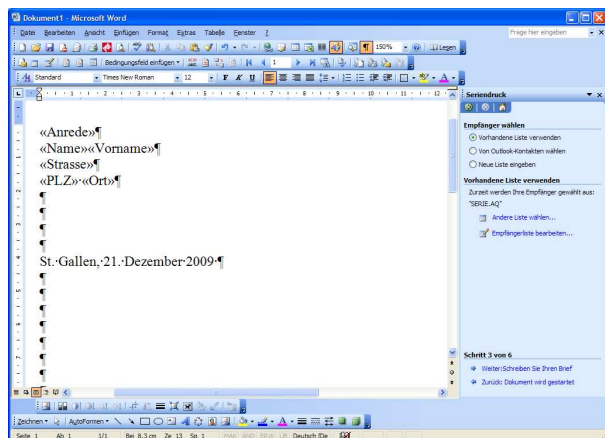 Dokument1 - Microsoft Word
Datei Bearbeiten Ansicht Einfügen Format Extras Tabelle Fenster ? Frage hier eingeben
150% Lesen
Bedingungsfeld einfügen 1
Standard Times New Roman 12 F K U
«Anrede»¶
«Name»«Vorname»¶
«Strasse»¶
«PLZ»·«Ort»¶
¶
¶
¶
¶
St.·Gallen,·21.·Dezember·2009·¶
¶
¶
¶
¶
¶
¶
Seriendruck
Empfänger wählen
Vorhandene Liste verwenden
Von Outlook-Kontakten wählen
Neue Liste eingeben
Vorhandene Liste verwenden
Zurzeit werden Ihre Empfänger gewählt aus:
"SERIE.AQ"
Andere Liste wählen...
Empfängerliste bearbeiten...
Schritt 3 von 6
Weiter:Schreiben Sie Ihren Brief
Zurück: Dokument wird gestartet
Zeichnen AutoFormen
Seite 1 Ab 1 1/1 Bei 8.3 cm Ze 13 Sp 1 MAK ÄND ERW ÜB Deutsch (De